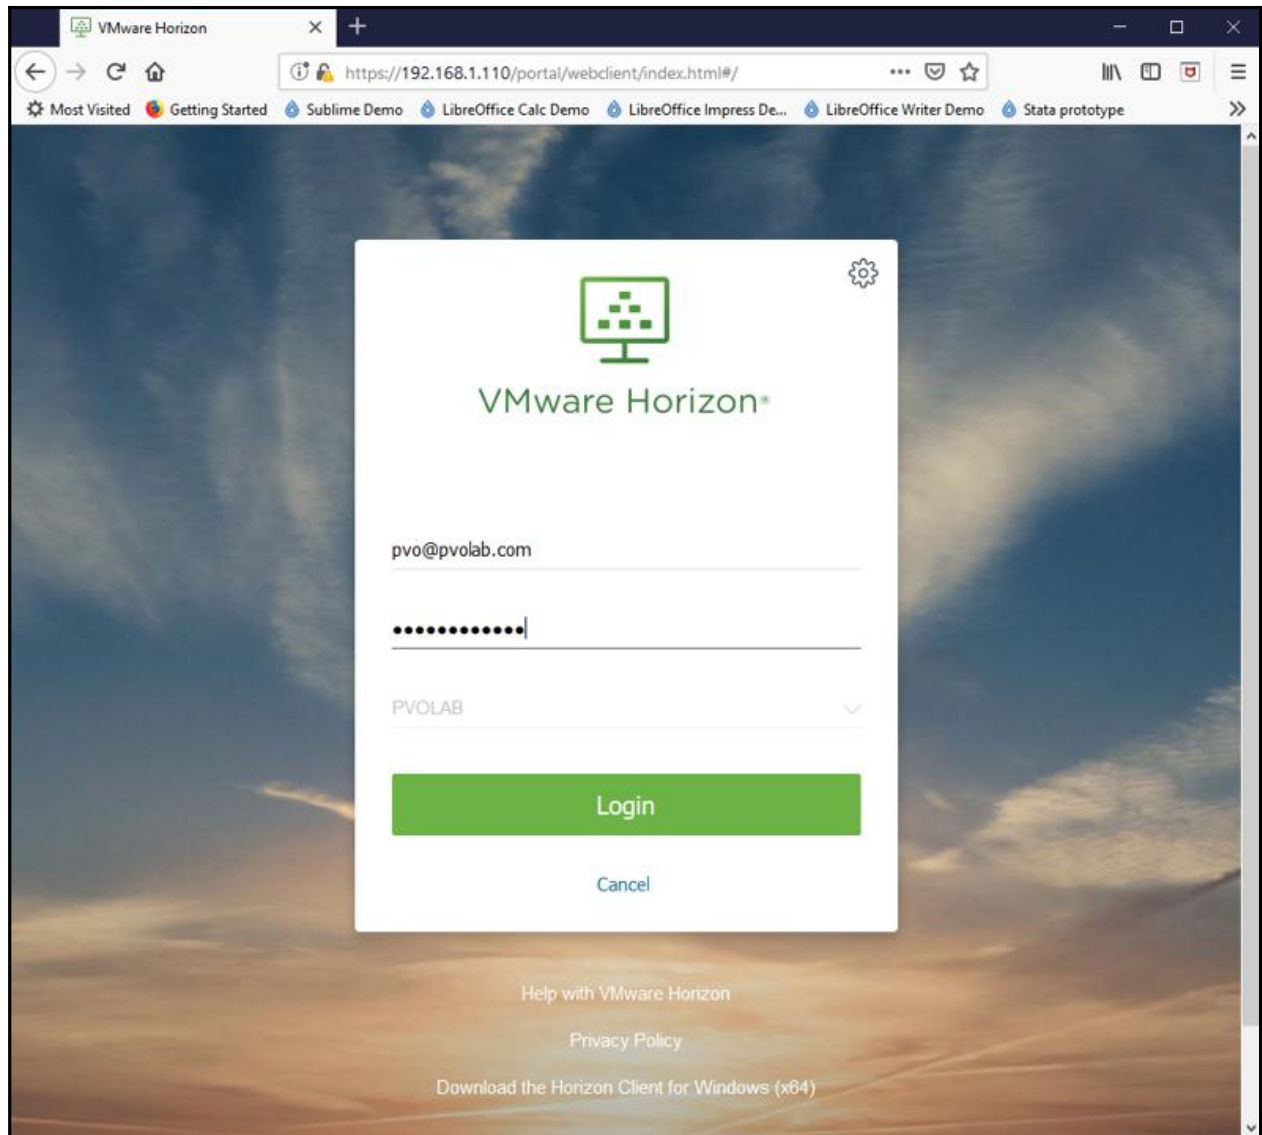 VMware Horizon
https://192.168.1.110/portal/webclient/index.html#/
Most Visited Getting Started Sublime Demo LibreOffice Calc Demo LibreOffice Impress De... LibreOffice Writer Demo Stata prototype
VMware Horizon®
pvo@pvolab.com
••••••••••••
PVOLAB
Login
Cancel
Help with VMware Horizon
Privacy Policy
Download the Horizon Client for Windows (x64)